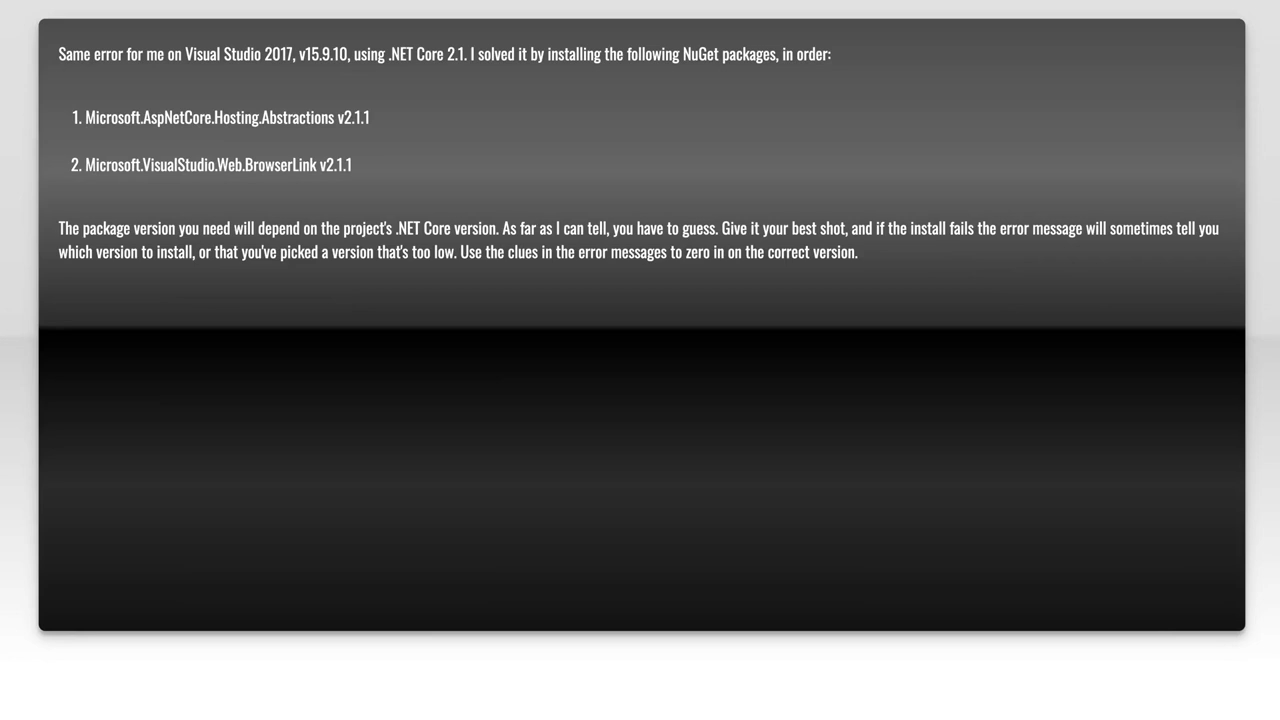 Same error for me on Visual Studio 2017, v15.9.10, using .NET Core 2.1. I solved it by installing the following NuGet packages, in order:
1. Microsoft.AspNetCore.Hosting.Abstractions v2.1.1
2. Microsoft.VisualStudio.Web.BrowserLink v2.1.1
The package version you need will depend on the project's .NET Core version. As far as I can tell, you have to guess. Give it your best shot, and if the install fails the error message will sometimes tell you
which version to install, or that you've picked a version that's too low. Use the clues in the error messages to zero in on the correct version.